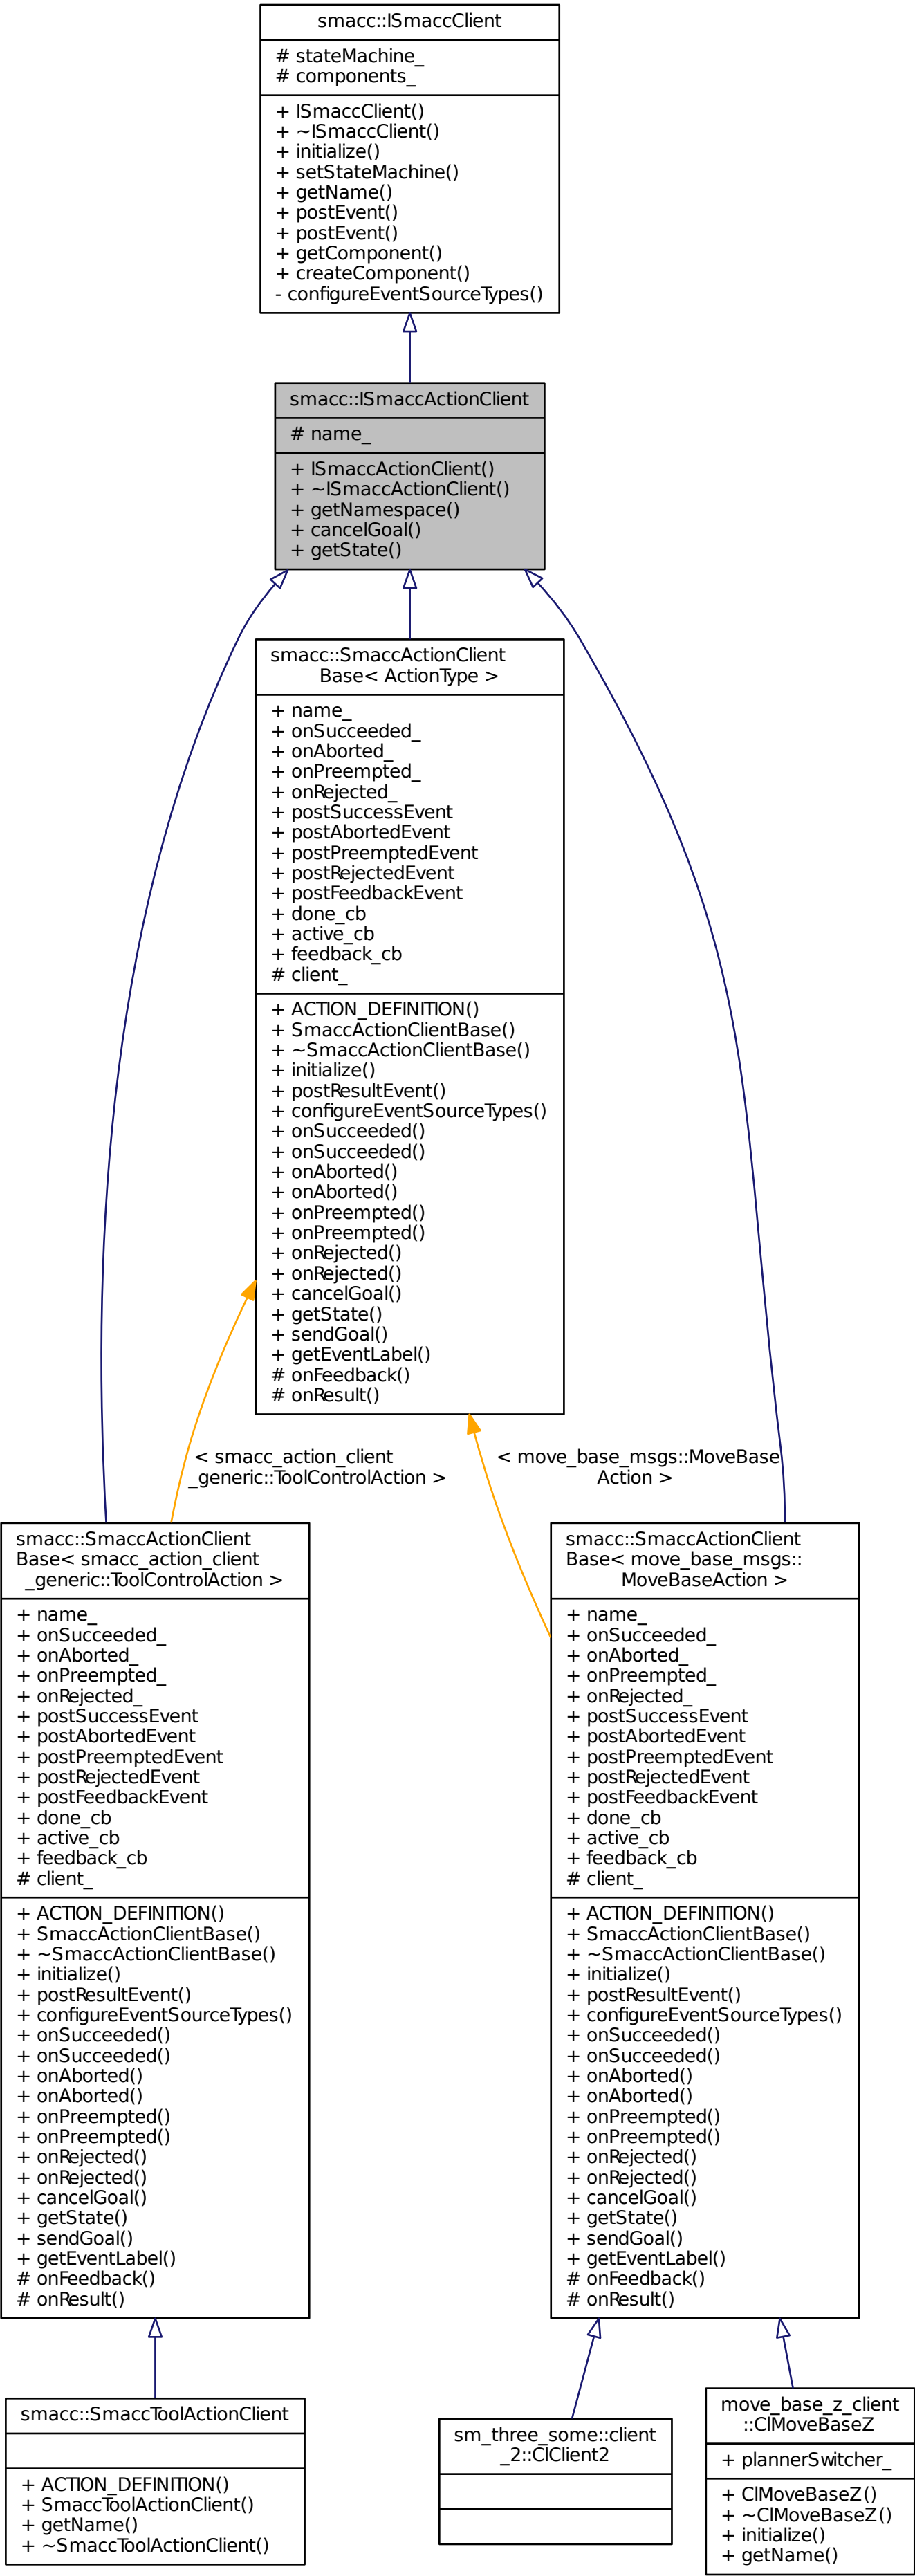 smacc::ISmaccClient
# stateMachine_
# components_
+ ISmaccClient()
+ ~ISmaccClient()
+ initialize()
+ setStateMachine()
+ getName()
+ postEvent()
+ postEvent()
+ getComponent()
+ createComponent()
- configureEventSourceTypes()
smacc::ISmaccActionClient
# name_
+ ISmaccActionClient()
+ ~ISmaccActionClient()
+ getNamespace()
+ cancelGoal()
+ getState()
smacc::SmaccActionClient
Base< ActionType >
+ name_
+ onSucceeded_
+ onAborted_
+ onPreempted_
+ onRejected_
+ postSuccessEvent
+ postAbortedEvent
+ postPreemptedEvent
+ postRejectedEvent
+ postFeedbackEvent
+ done_cb
+ active_cb
+ feedback_cb
# client_
+ ACTION_DEFINITION()
+ SmaccActionClientBase()
+ ~SmaccActionClientBase()
+ initialize()
+ postResultEvent()
+ configureEventSourceTypes()
+ onSucceeded()
+ onSucceeded()
+ onAborted()
+ onAborted()
+ onPreempted()
+ onPreempted()
+ onRejected()
+ onRejected()
+ cancelGoal()
+ getState()
+ sendGoal()
+ getEventLabel()
# onFeedback()
# onResult()
< smacc_action_client
_generic::ToolControlAction >
< move_base_msgs::MoveBase
Action >
smacc::SmaccActionClient
Base< smacc_action_client
_generic::ToolControlAction >
+ name_
+ onSucceeded_
+ onAborted_
+ onPreempted_
+ onRejected_
+ postSuccessEvent
+ postAbortedEvent
+ postPreemptedEvent
+ postRejectedEvent
+ postFeedbackEvent
+ done_cb
+ active_cb
+ feedback_cb
# client_
+ ACTION_DEFINITION()
+ SmaccActionClientBase()
+ ~SmaccActionClientBase()
+ initialize()
+ postResultEvent()
+ configureEventSourceTypes()
+ onSucceeded()
+ onSucceeded()
+ onAborted()
+ onAborted()
+ onPreempted()
+ onPreempted()
+ onRejected()
+ onRejected()
+ cancelGoal()
+ getState()
+ sendGoal()
+ getEventLabel()
# onFeedback()
# onResult()
smacc::SmaccActionClient
Base< move_base_msgs::
MoveBaseAction >
+ name_
+ onSucceeded_
+ onAborted_
+ onPreempted_
+ onRejected_
+ postSuccessEvent
+ postAbortedEvent
+ postPreemptedEvent
+ postRejectedEvent
+ postFeedbackEvent
+ done_cb
+ active_cb
+ feedback_cb
# client_
+ ACTION_DEFINITION()
+ SmaccActionClientBase()
+ ~SmaccActionClientBase()
+ initialize()
+ postResultEvent()
+ configureEventSourceTypes()
+ onSucceeded()
+ onSucceeded()
+ onAborted()
+ onAborted()
+ onPreempted()
+ onPreempted()
+ onRejected()
+ onRejected()
+ cancelGoal()
+ getState()
+ sendGoal()
+ getEventLabel()
# onFeedback()
# onResult()
smacc::SmaccToolActionClient
+ ACTION_DEFINITION()
+ SmaccToolActionClient()
+ getName()
+ ~SmaccToolActionClient()
sm_three_some::client
_2::ClClient2
move_base_z_client
::ClMoveBaseZ
+ plannerSwitcher_
+ ClMoveBaseZ()
+ ~ClMoveBaseZ()
+ initialize()
+ getName()